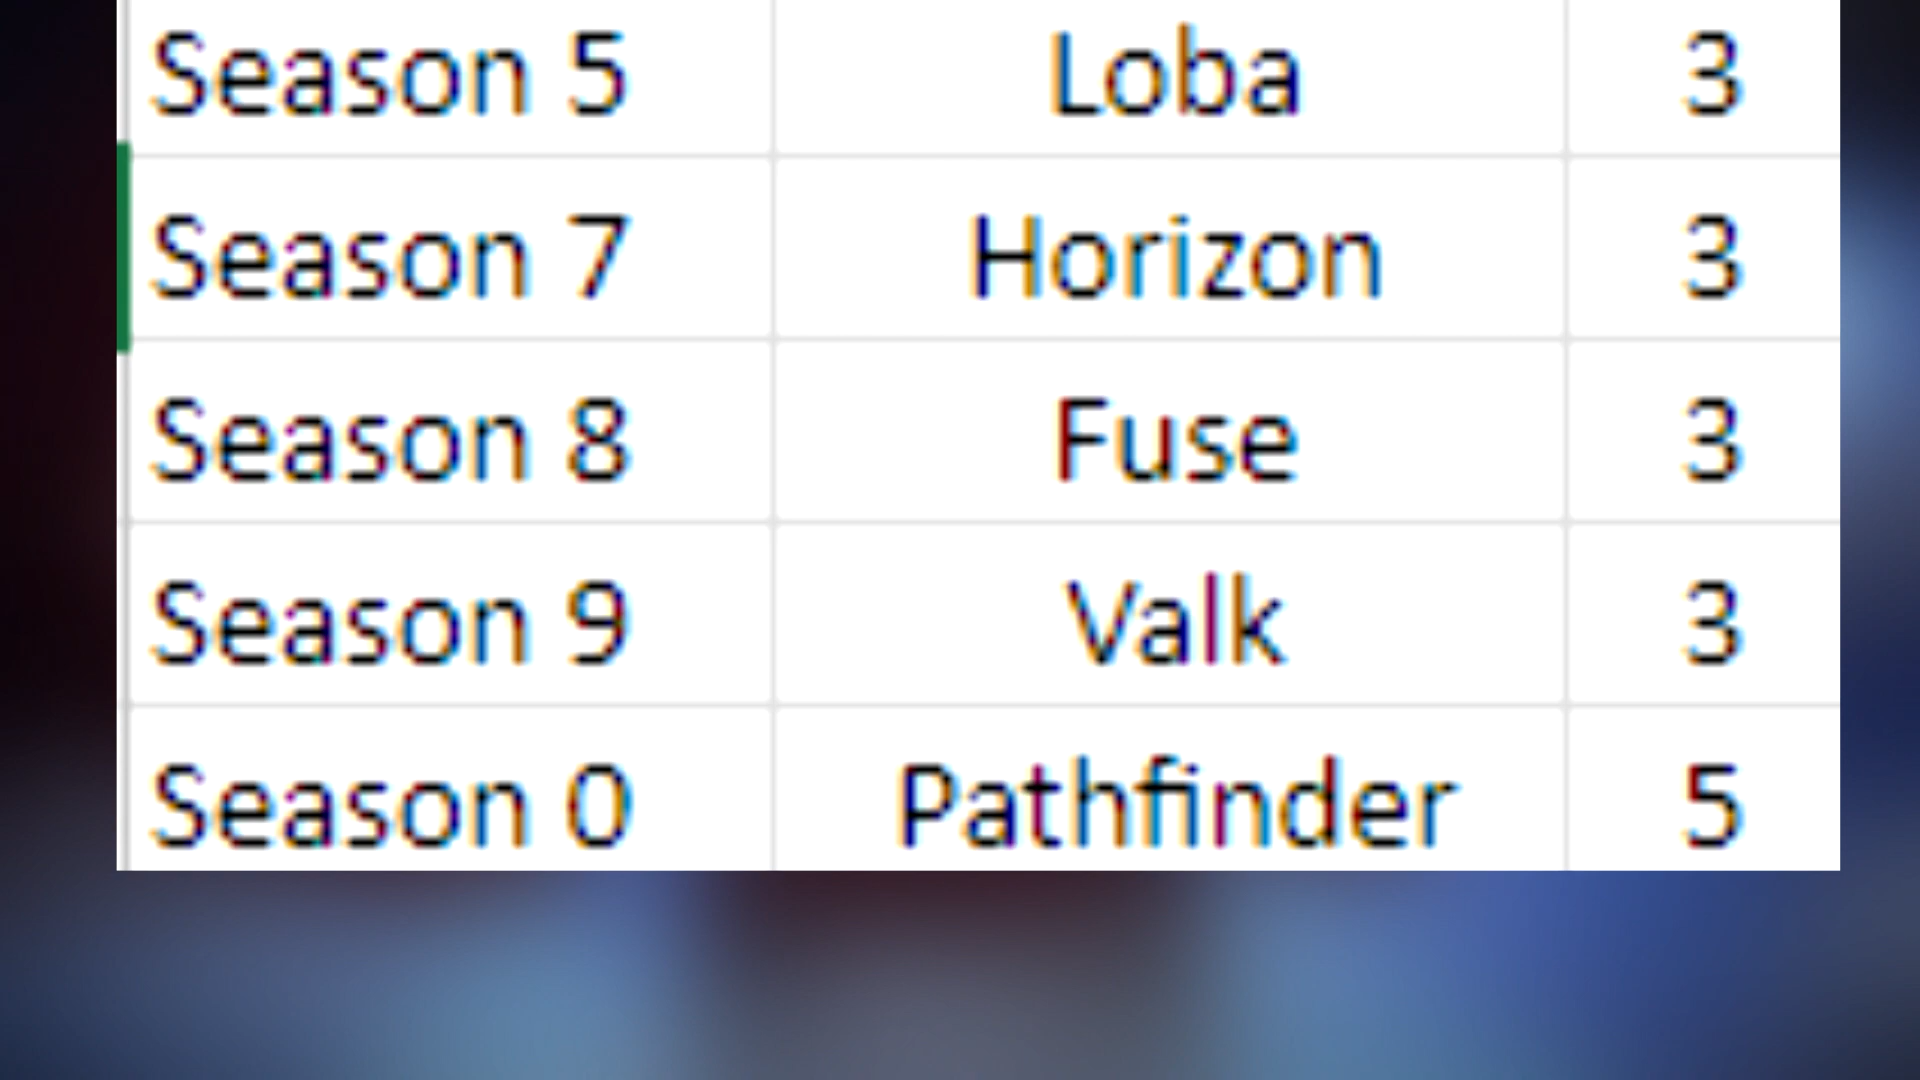 Season 5 Loba 3
Season 7 Horizon 3
Season 8 Fuse 3
Season 9 Valk 3
Season 0 Pathfinder 5